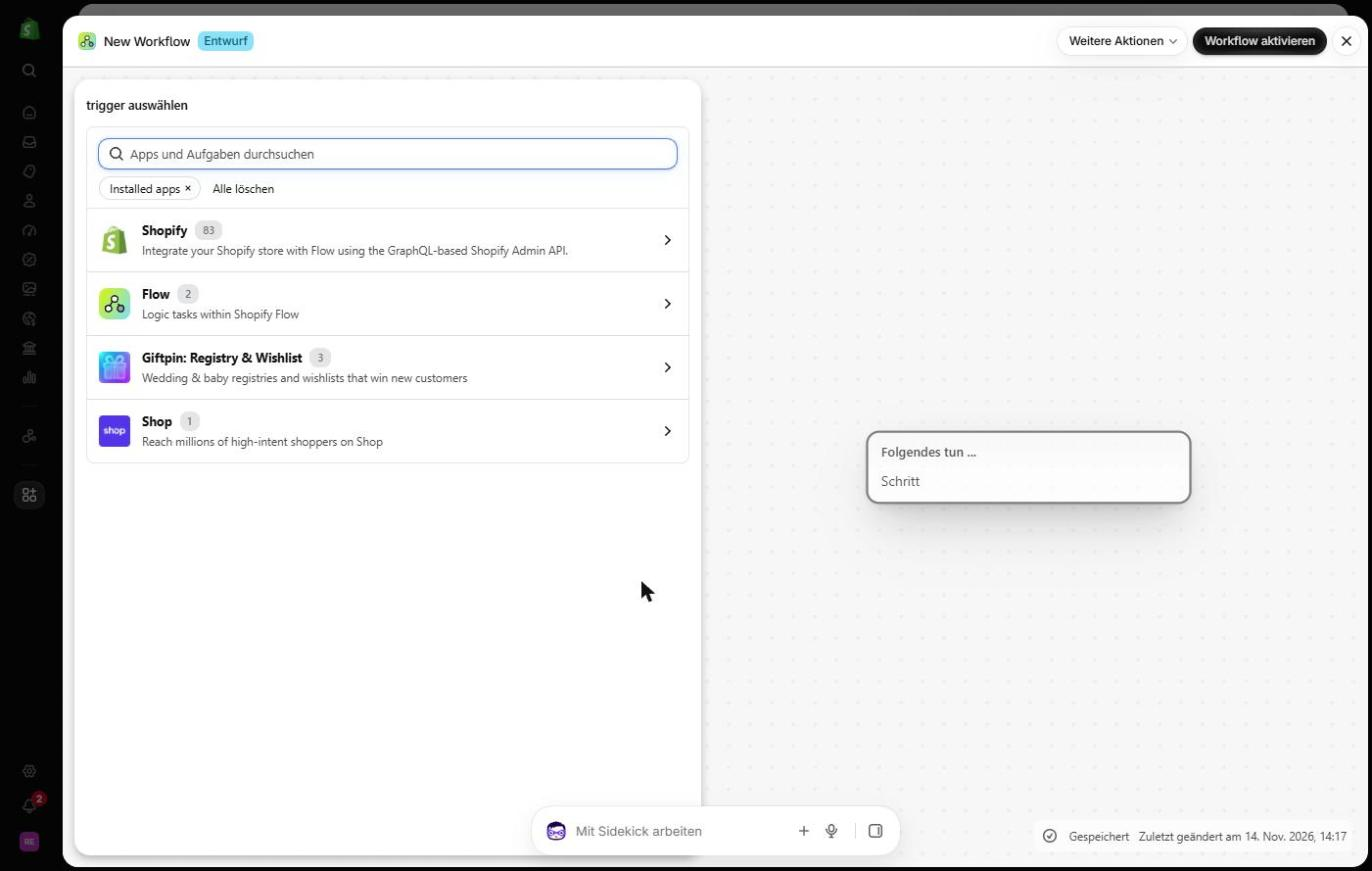 New Workflow Entwurf Weitere Aktionen Workflow aktivieren
trigger auswählen
Apps und Aufgaben durchsuchen
Installed apps × Alle löschen
Shopify 83
Integrate your Shopify store with Flow using the GraphQL-based Shopify Admin API.
Flow 2
Logic tasks within Shopify Flow
Giftpin: Registry & Wishlist 3
Wedding & baby registries and wishlists that win new customers
shop
Shop 1
Reach millions of high-intent shoppers on Shop
Folgendes tun ...
Schritt
2
RE
Mit Sidekick arbeiten
Gespeichert Zuletzt geändert am 14. Nov. 2026, 14:17